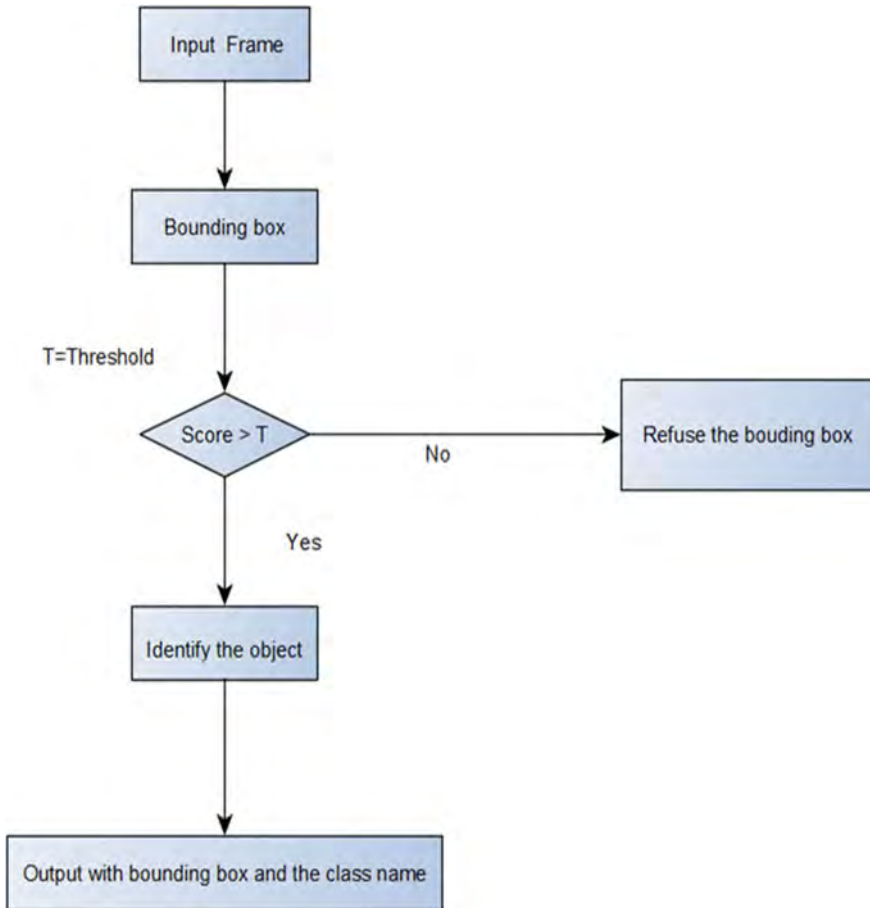 Input Frame
Bounding box
T=Threshold
Score > T
No
Refuse the bouding box
Yes
Identify the object
Output with bounding box and the class name